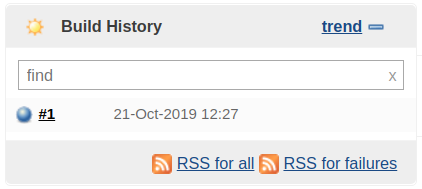 Build History trend
find x
#1 21-Oct-2019 12:27
RSS for all RSS for failures